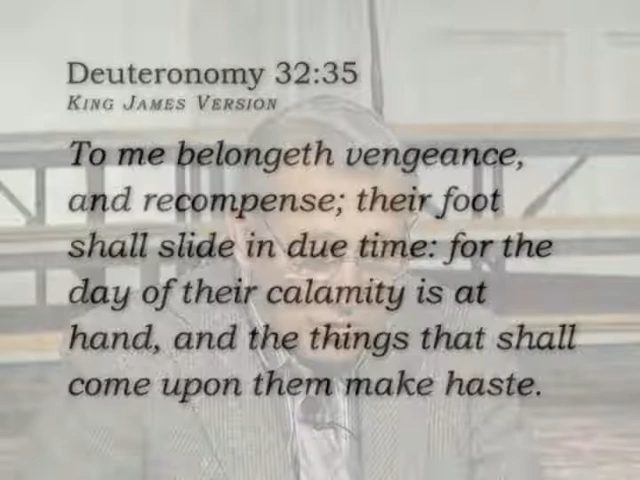 Deuteronomy 32:35
King James Version
To me belongeth vengeance,
and recompense; their foot
shall slide in due time: for the
day of their calamity is at
hand, and the things that shall
come upon them make haste.